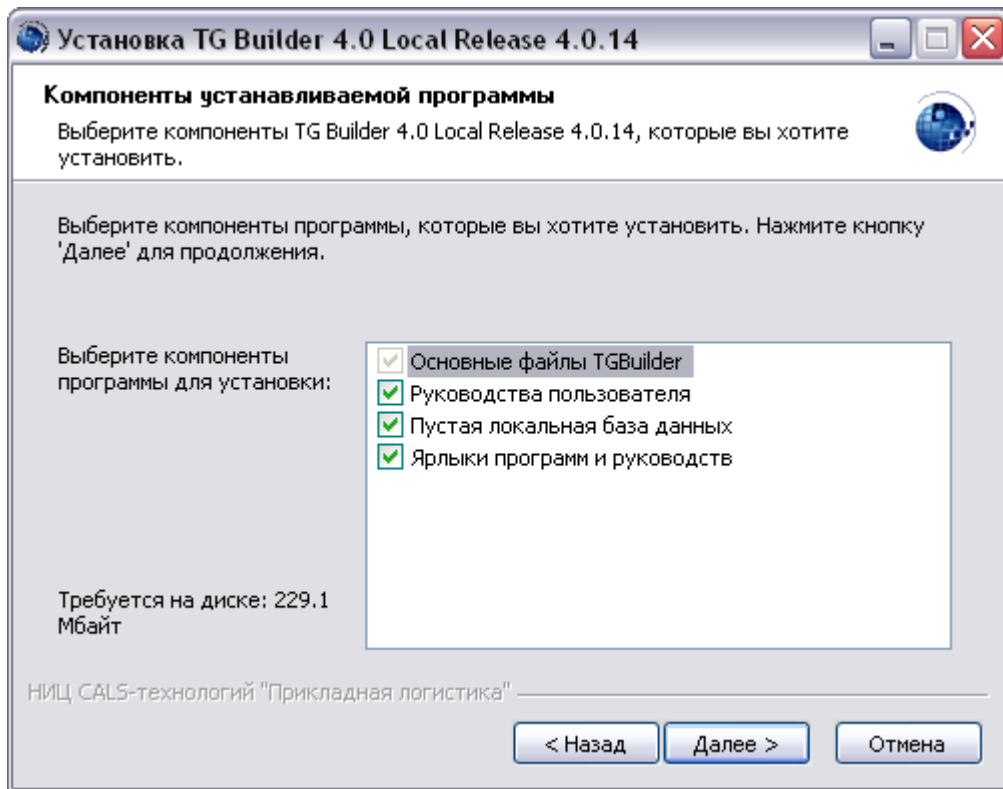 Установка TG Builder 4.0 Local Release 4.0.14
Компоненты устанавливаемой программы
Выберите компоненты TG Builder 4.0 Local Release 4.0.14, которые вы хотите
установить.
Выберите компоненты программы, которые вы хотите установить. Нажмите кнопку
'Далее' для продолжения.
Выберите компоненты
программы для установки:
Основные файлы TGBuilder
Руководства пользователя
Пустая локальная база данных
Ярлыки программ и руководств
Требуется на диске: 229.1
Мбайт
НИЦ CALS-технологий "Прикладная логистика"
< Назад
Далее >
Отмена